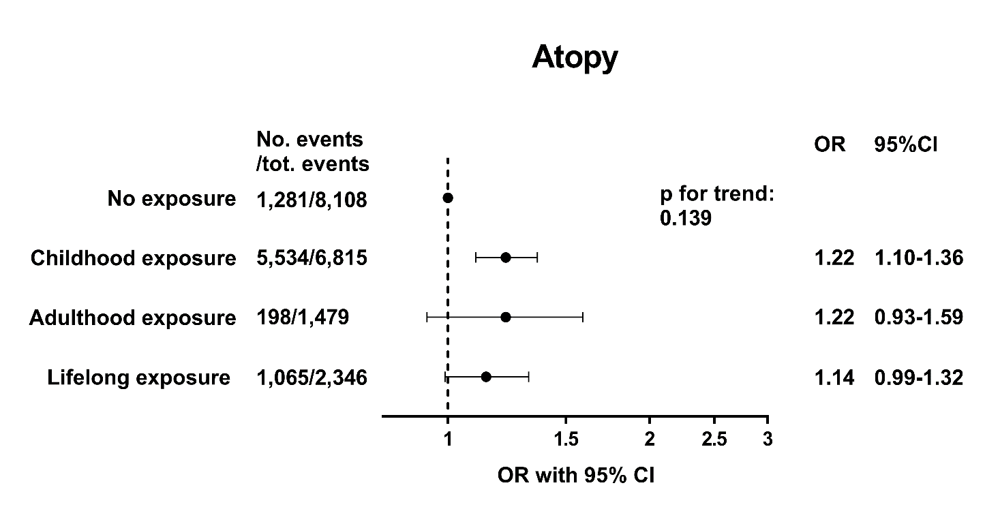 Atopy
No. events
/tot. events
OR 95%CI
No exposure 1,281/8,108
p for trend:
0.139
Childhood exposure 5,534/6,815 1.22 1.10-1.36
Adulthood exposure 198/1,479 1.22 0.93-1.59
Lifelong exposure 1,065/2,346 1.14 0.99-1.32
1 1.5 2 2.5 3
OR with 95% CI